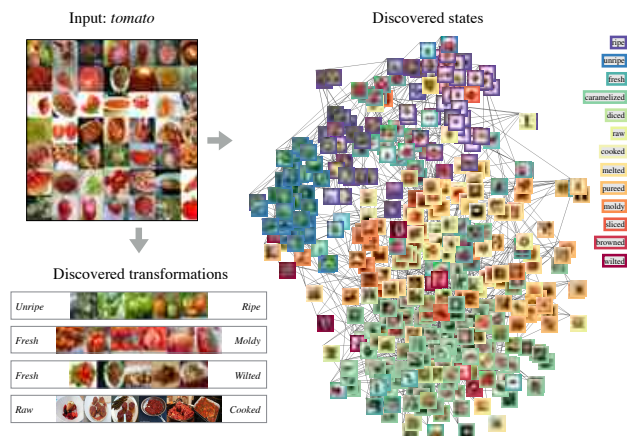 Input: tomato
Discovered states
ripe
unripe
fresh
caramelized
diced
raw
cooked
melted
pureed
moldy
sliced
browned
wilted
Discovered transformations
Unripe Ripe
Fresh Moldy
Fresh Wilted
Raw Cooked